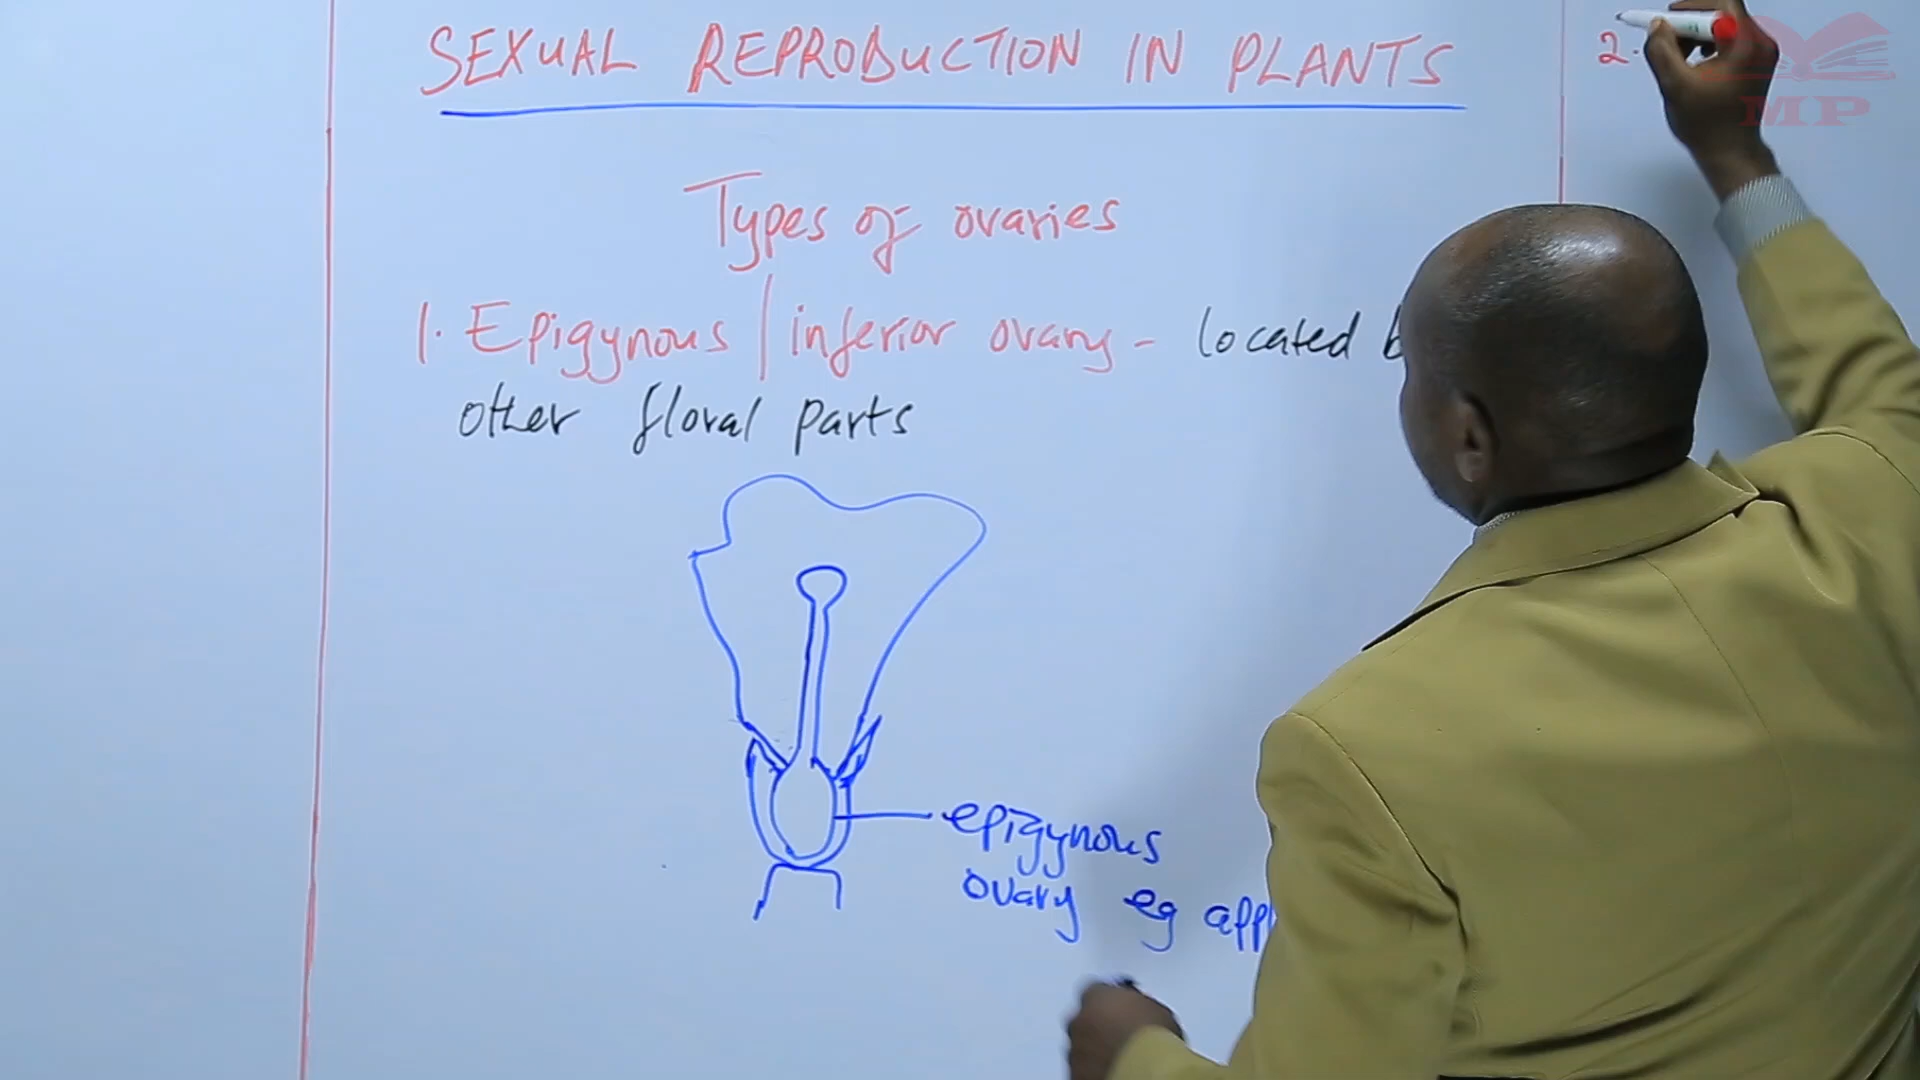 SEXUAL REPRODUCTION IN PLANTS
Types of ovaries
1. Epigynous / inferior ovary - located
other floral parts
epigynous
ovary eg
2.
MP